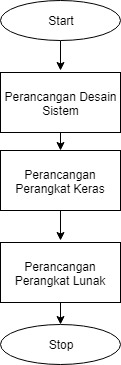 Start
Perancangan Desain
Sistem
Perancangan
Perangkat Keras
Perancangan
Perangkat Lunak
Stop